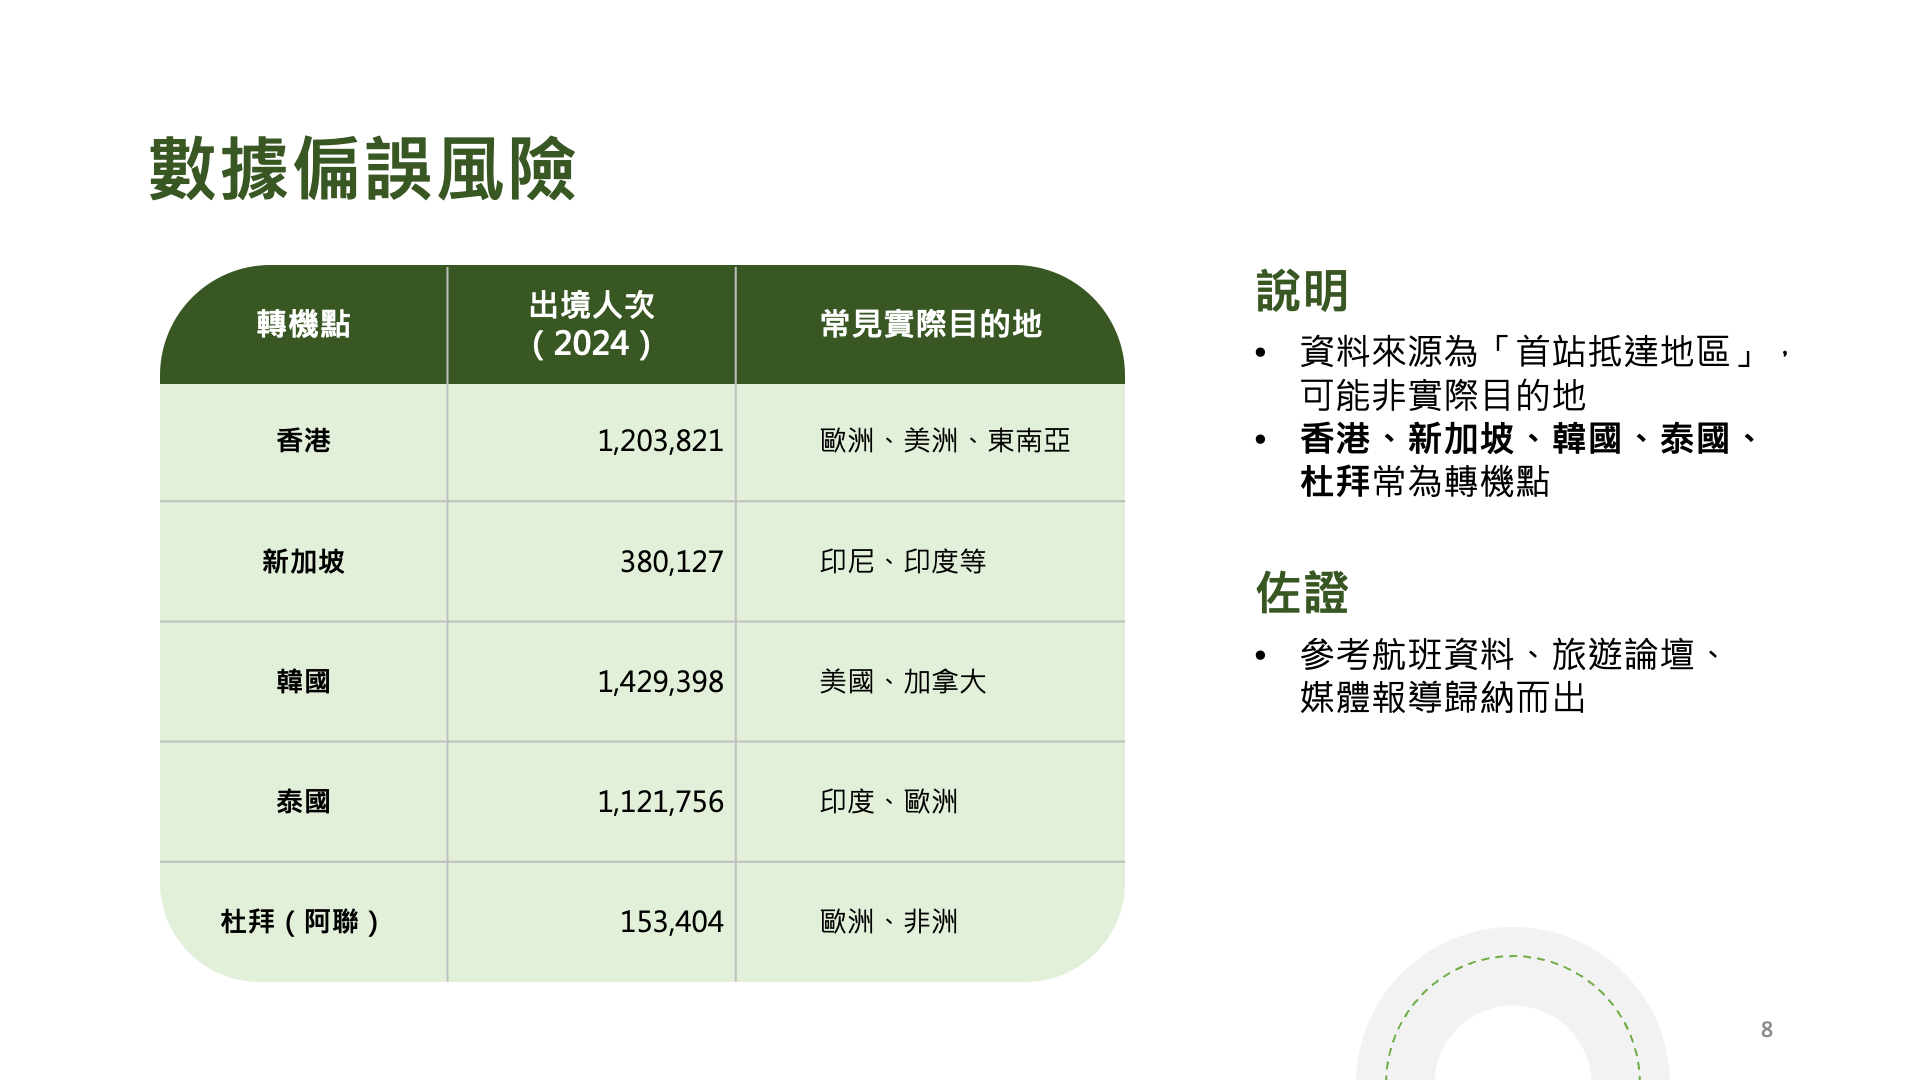 數據偏誤風險
轉機點
出境人次
（2024）
常見實際目的地
香港
1,203,821
歐洲、美洲、東南亞
新加坡
380,127
印尼、印度等
韓國
1,429,398
美國、加拿大
泰國
1,121,756
印度、歐洲
杜拜（阿聯）
153,404
歐洲、非洲
說明
• 資料來源為「首站抵達地區」，
可能非實際目的地
• 香港、新加坡、韓國、泰國、
杜拜常為轉機點
佐證
• 參考航班資料、旅遊論壇、
媒體報導歸納而出
8